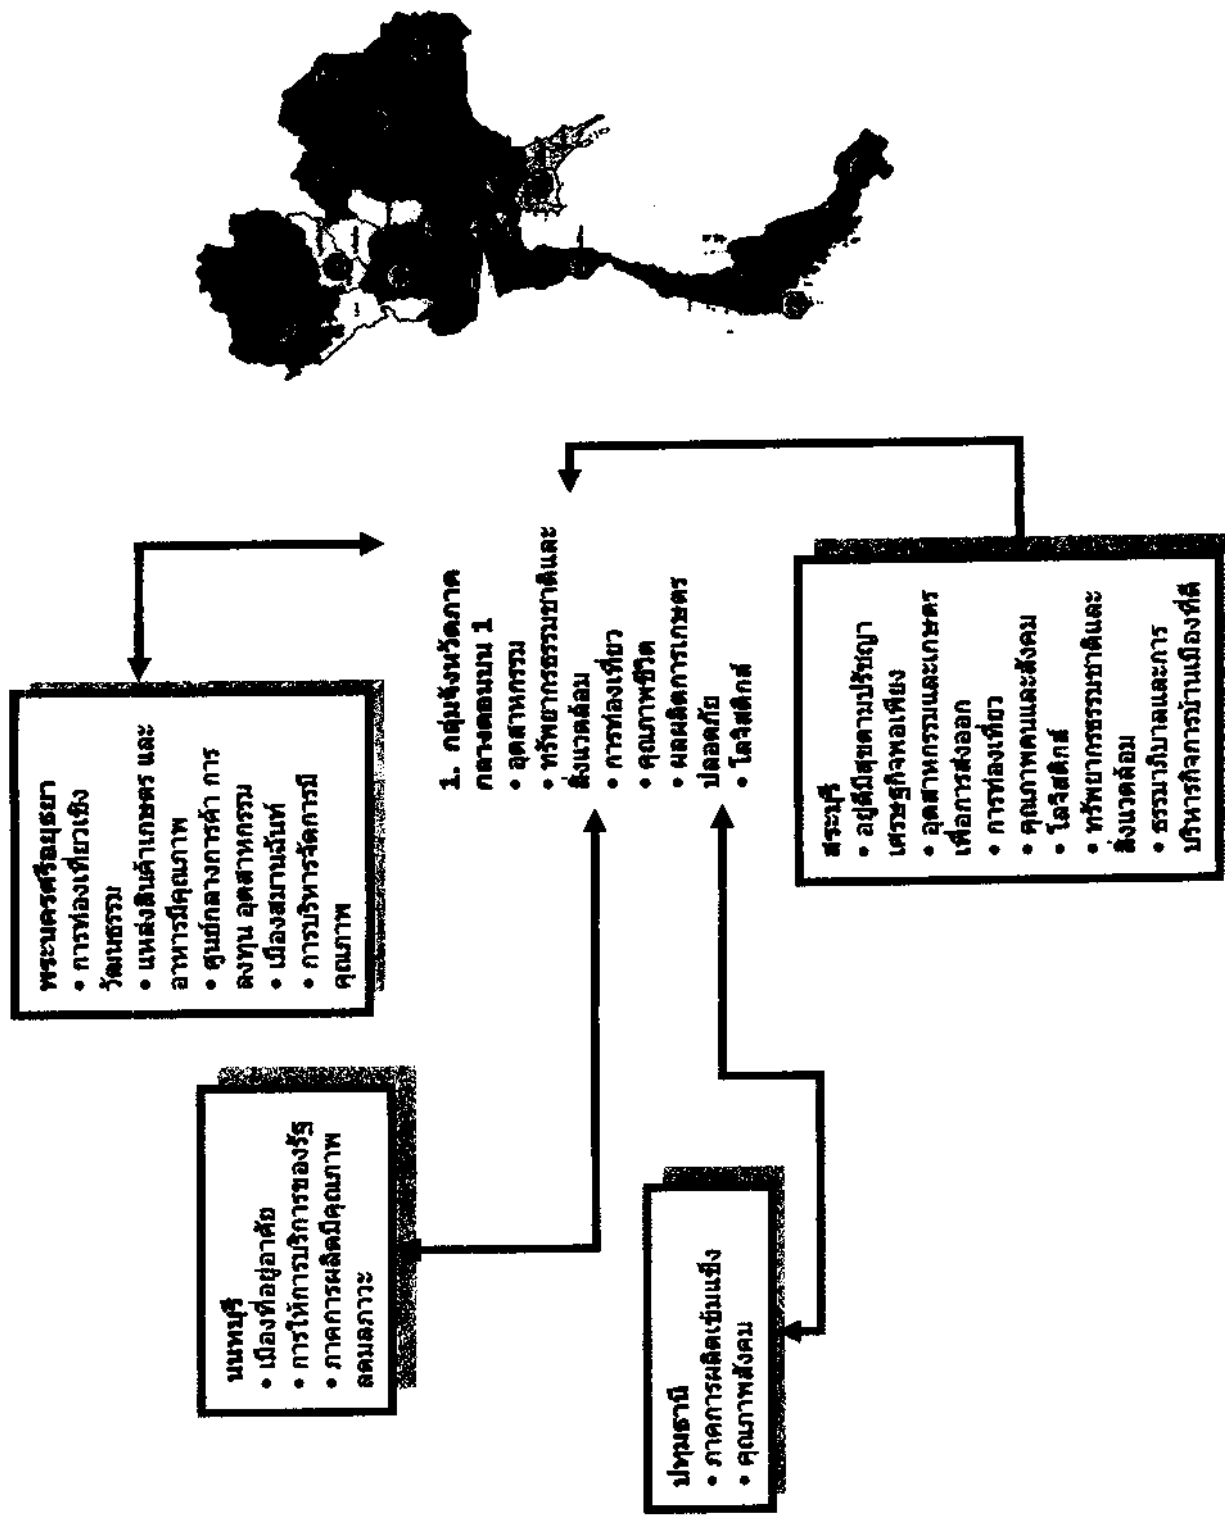 พระนครศรีอยุธยา
• การท่องเที่ยวเชิง
วัฒนธรรม
• แหล่งสินค้าเกษตร และ
อาหารมีคุณภาพ
• ศูนย์กลางการค้า การ
ลงทุน อุตสาหกรรม
• เมืองสมานฉันท์
• การบริหารจัดการมี
คุณภาพ
นนทบุรี
• เมืองที่อยู่อาศัย
• การให้การบริการของรัฐ
• ภาคการผลิตมีคุณภาพ
ลดมลภาวะ
1. กลุ่มจังหวัดภาค
กลางตอนบน 1
• อุตสาหกรรม
• ทรัพยากรธรรมชาติและ
สิ่งแวดล้อม
• การท่องเที่ยว
• คุณภาพชีวิต
• ผลผลิตการเกษตร
ปลอดภัย
• โลจิสติกส์
ปทุมธานี
• ภาคการผลิตเข้มแข็ง
• คุณภาพสังคม
สระบุรี
• อยู่ดีมีสุขตามปรัชญา
เศรษฐกิจพอเพียง
• อุตสาหกรรมและเกษตร
เพื่อการส่งออก
• การท่องเที่ยว
• คุณภาพคนและสังคม
• โลจิสติกส์
• ทรัพยากรธรรมชาติและ
สิ่งแวดล้อม
• ธรรมาภิบาลและการ
บริหารกิจการบ้านเมืองที่ดี